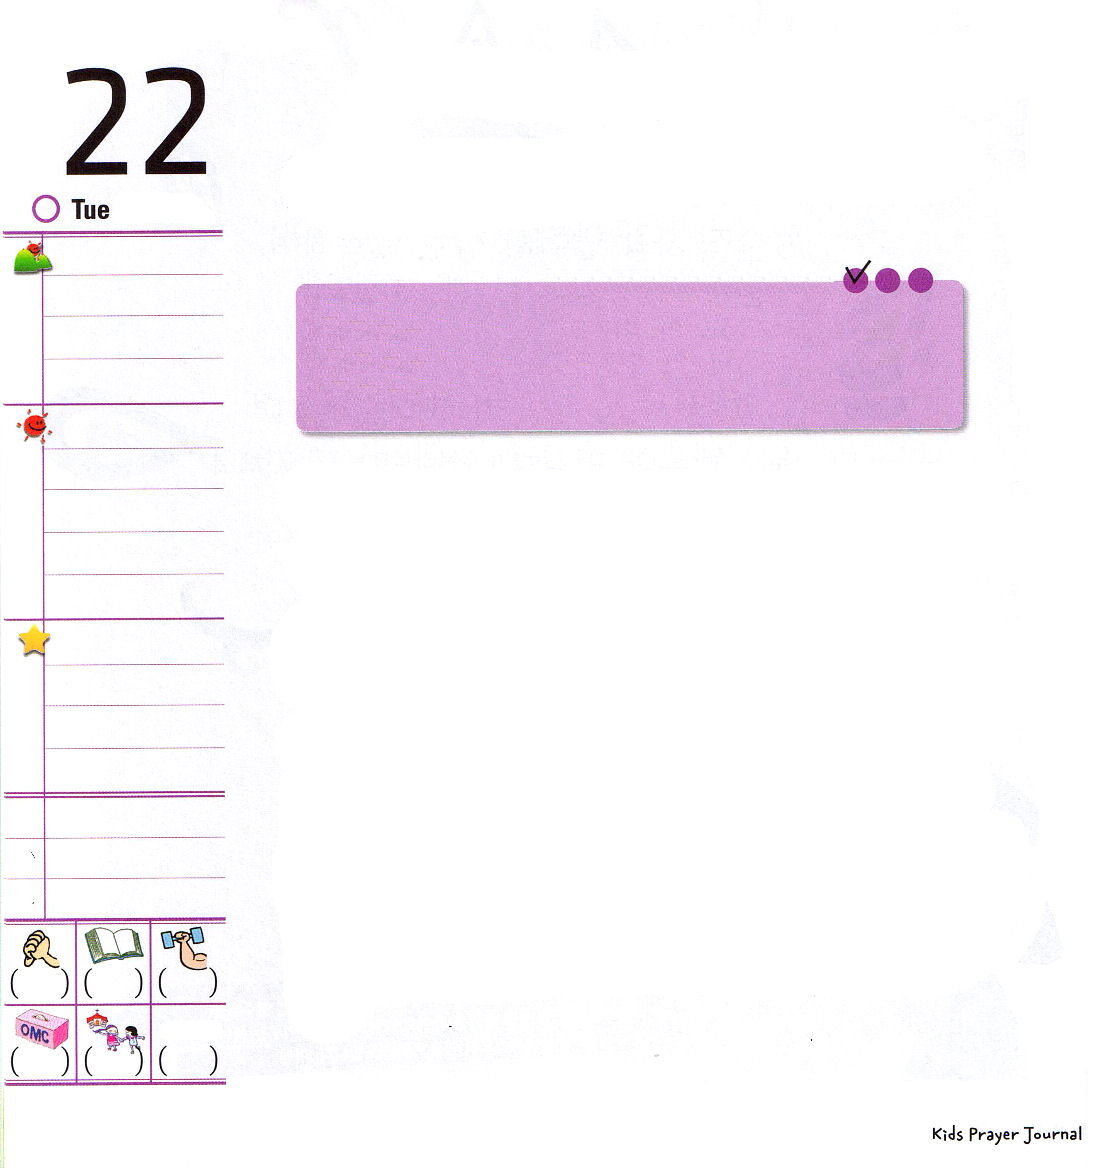 22
Tue
( ) ( ) ( )
OMC
( ) ( ) ( )
Kids Prayer Journal